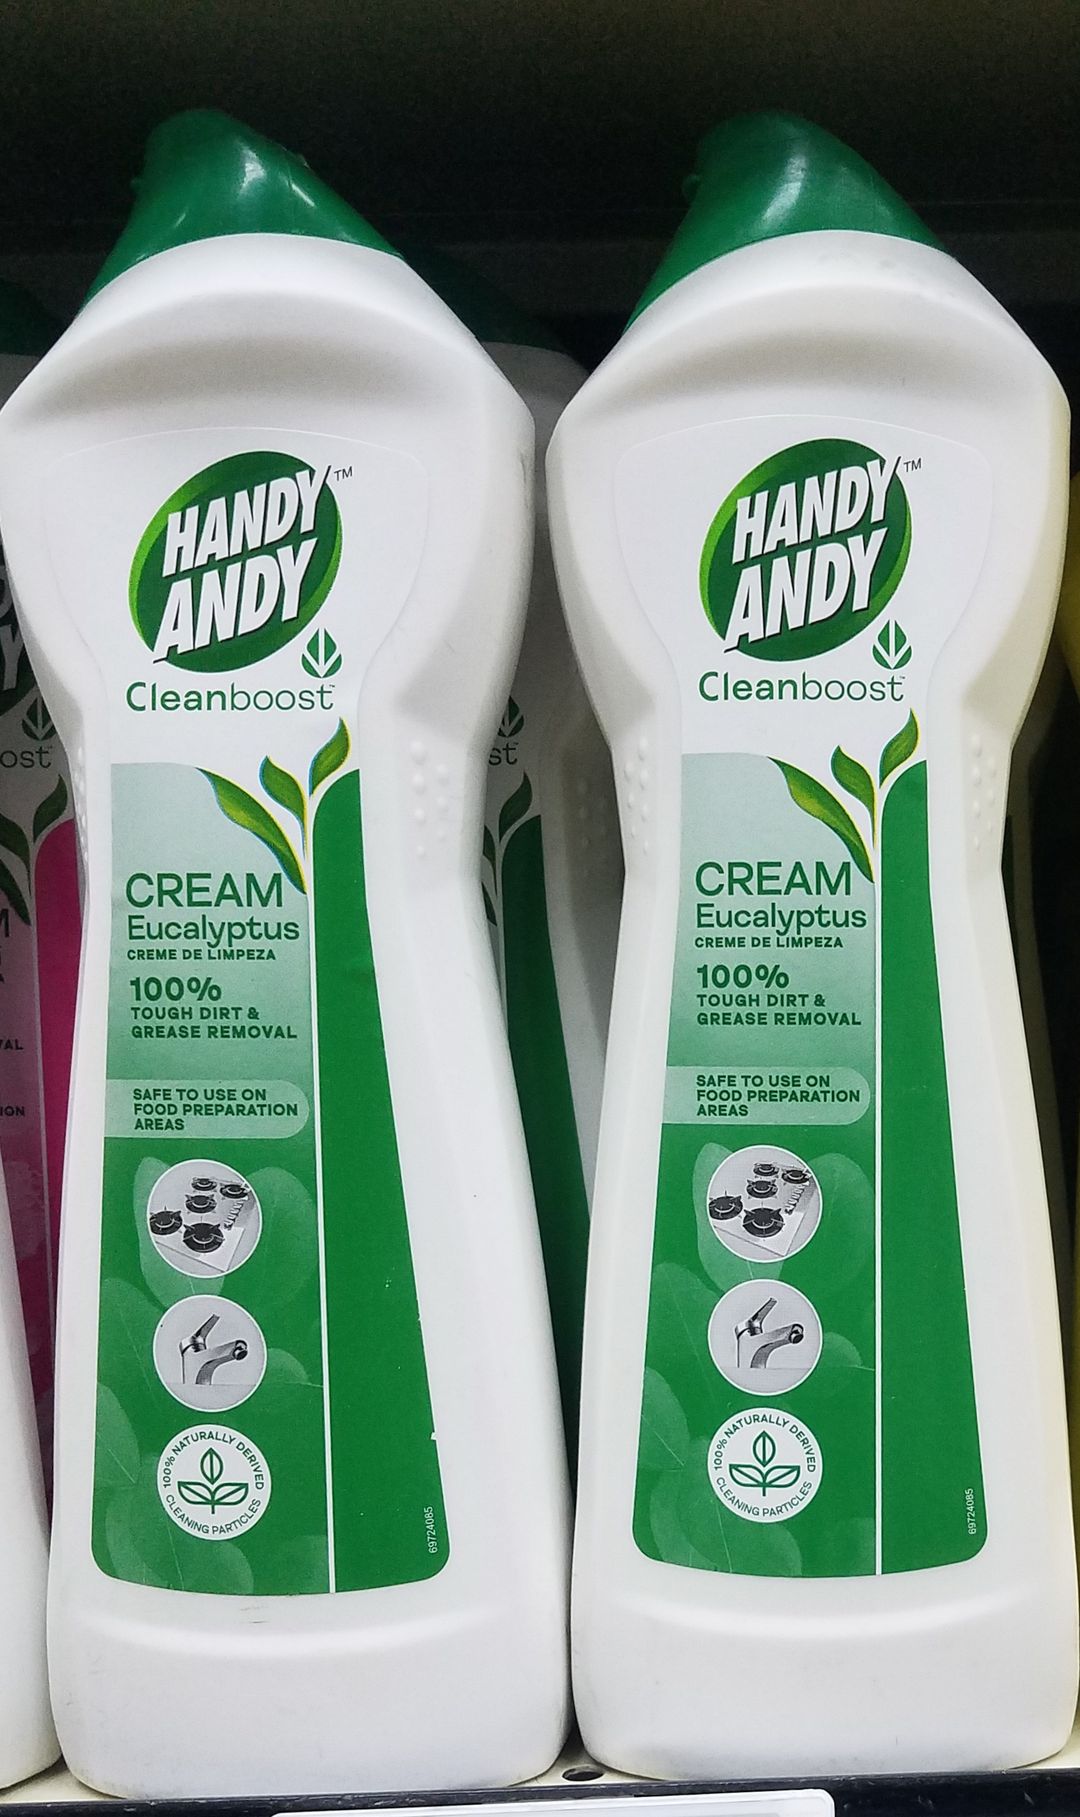 HANDY
ANDY
TM
Cleanboost™
CREAM
Eucalyptus
CREME DE LIMPEZA
100%
TOUGH DIRT &
GREASE REMOVAL
SAFE TO USE ON
FOOD PREPARATION
AREAS
100% NATURALLY DERIVED
CLEANING PARTICLES
69724085
HANDY
ANDY
TM
Cleanboost™
CREAM
Eucalyptus
CREME DE LIMPEZA
100%
TOUGH DIRT &
GREASE REMOVAL
SAFE TO USE ON
FOOD PREPARATION
AREAS
100% NATURALLY DERIVED
CLEANING PARTICLES
69724085